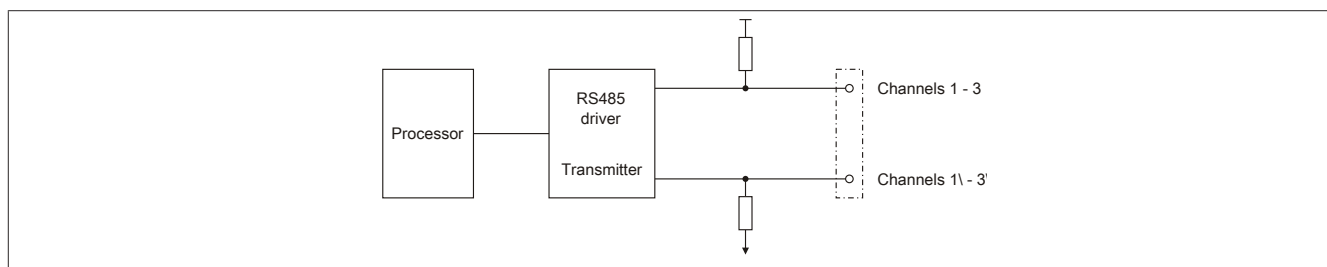 Processor
RS485
driver
Transmitter
Channels 1 - 3
Channels 1\ - 3\